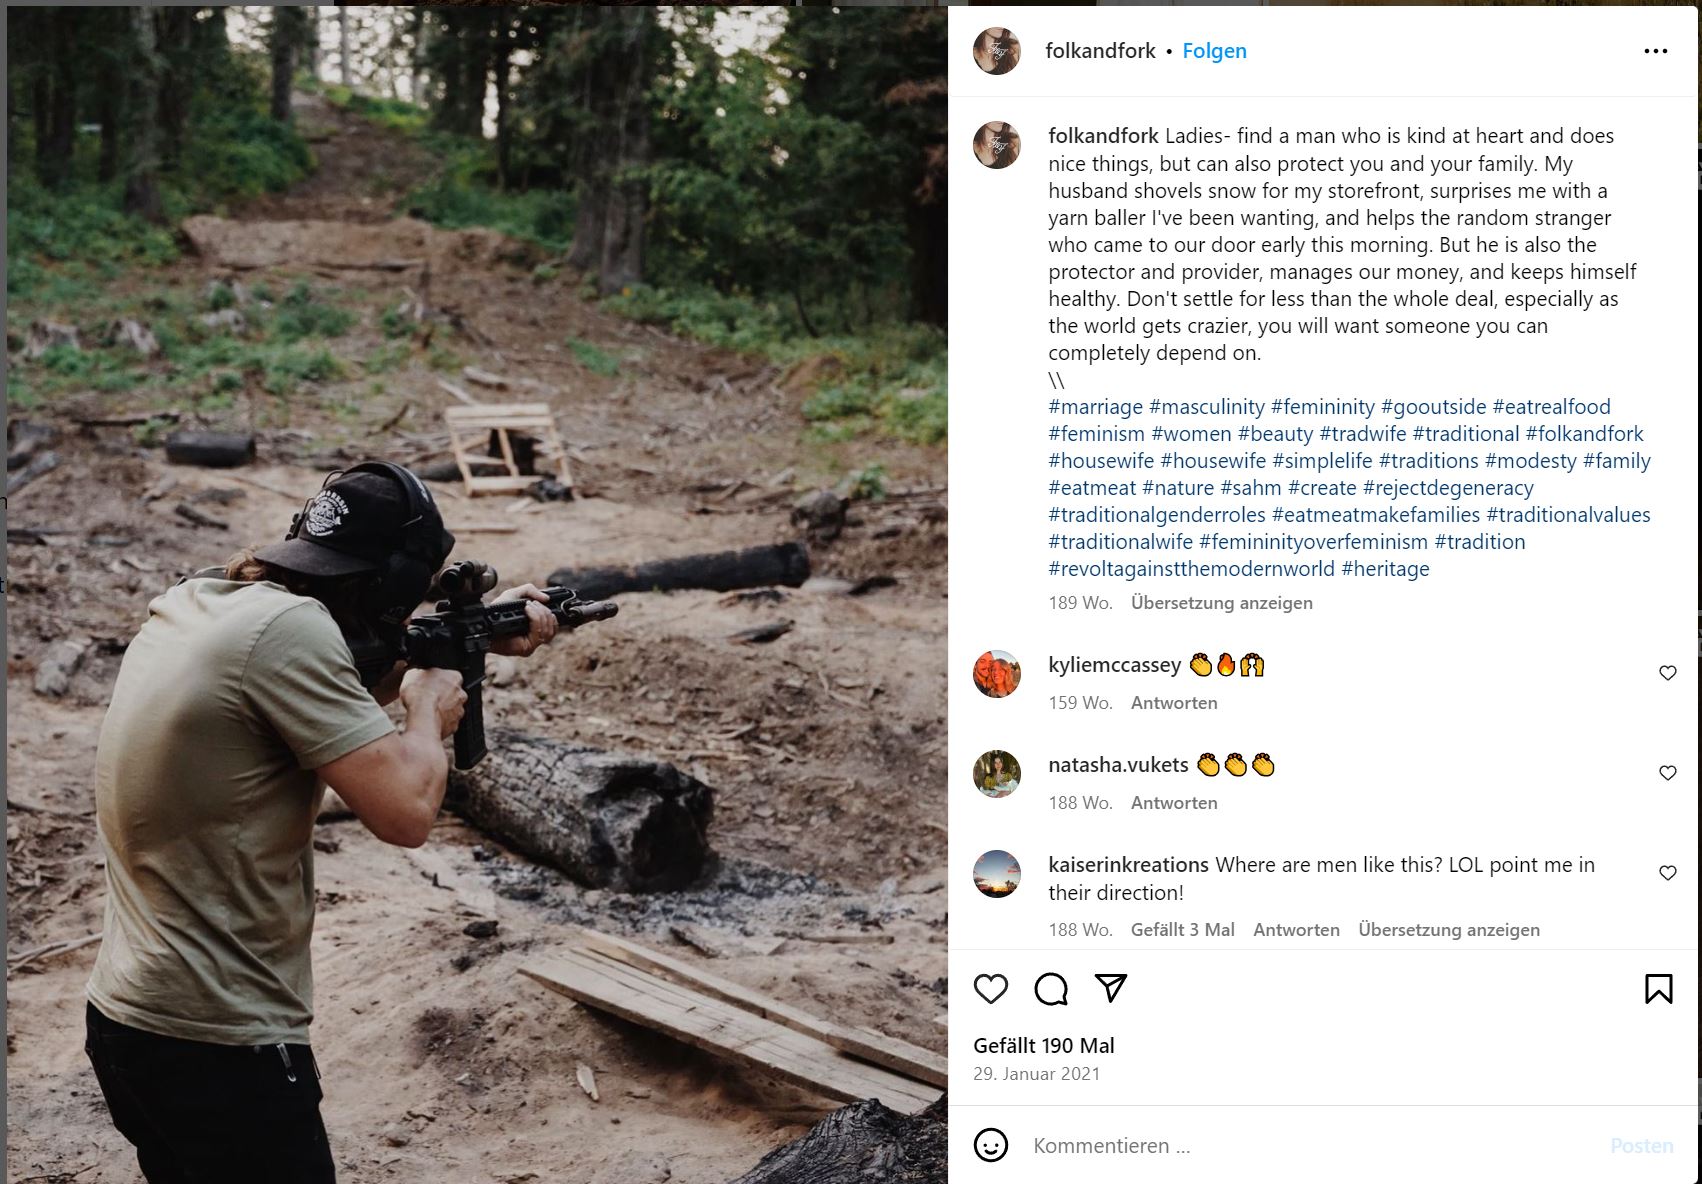 folkandfork • Folgen
folkandfork Ladies- find a man who is kind at heart and does
nice things, but can also protect you and your family. My
husband shovels snow for my storefront, surprises me with a
yarn baller I've been wanting, and helps the random stranger
who came to our door early this morning. But he is also the
protector and provider, manages our money, and keeps himself
healthy. Don't settle for less than the whole deal, especially as
the world gets crazier, you will want someone you can
completely depend on.
\\
#marriage #masculinity #femininity #gooutside #eatrealfood
#feminism #women #beauty #tradwife #traditional #folkandfork
#housewife #housewife #simplelife #traditions #modesty #family
#eatmeat #nature #sahm #create #rejectdegeneracy
#traditionalgenderroles #eatmeatmakefamilies #traditionalvalues
#traditionalwife #femininityoverfeminism #tradition
#revoltagainstthemodernworld #heritage
189 Wo. Übersetzung anzeigen
kyliemccassey 👏🔥🙌
159 Wo. Antworten
natasha.vukets 👏👏👏
188 Wo. Antworten
kaiserinkreations Where are men like this? LOL point me in
their direction!
188 Wo. Gefällt 3 Mal Antworten Übersetzung anzeigen
Gefällt 190 Mal
29. Januar 2021
Kommentieren ...
Posten